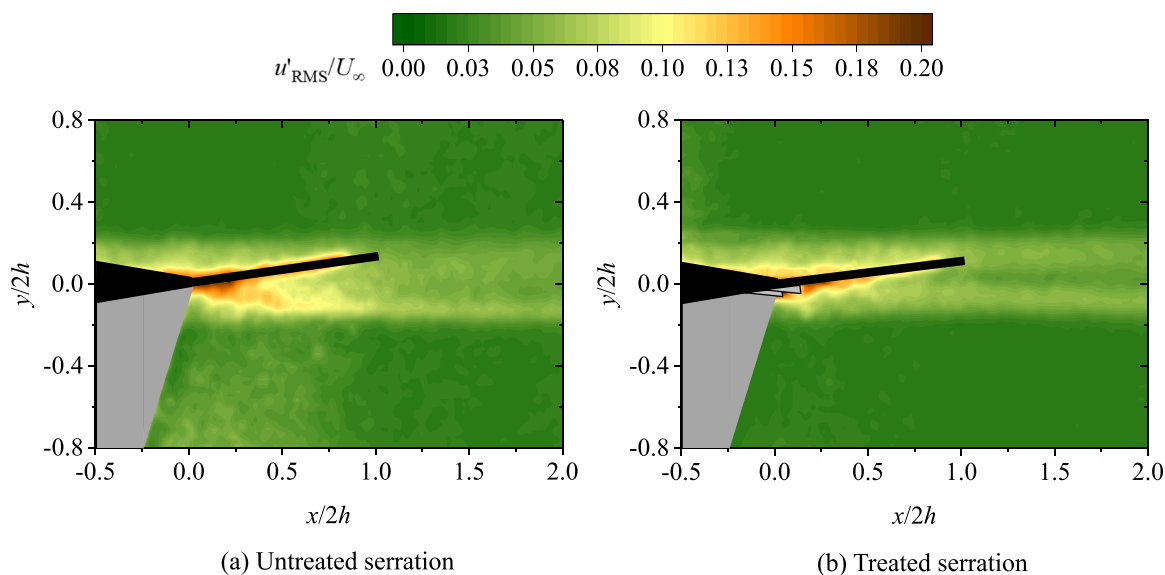 u'RMS/U∞
0.00 0.03 0.05 0.08 0.10 0.13 0.15 0.18 0.20
0.8
0.4
0.0
-0.4
-0.8
y/2h
-0.5 0.0 0.5 1.0 1.5 2.0
x/2h
(a) Untreated serration
0.8
0.4
0.0
-0.4
-0.8
y/2h
-0.5 0.0 0.5 1.0 1.5 2.0
x/2h
(b) Treated serration